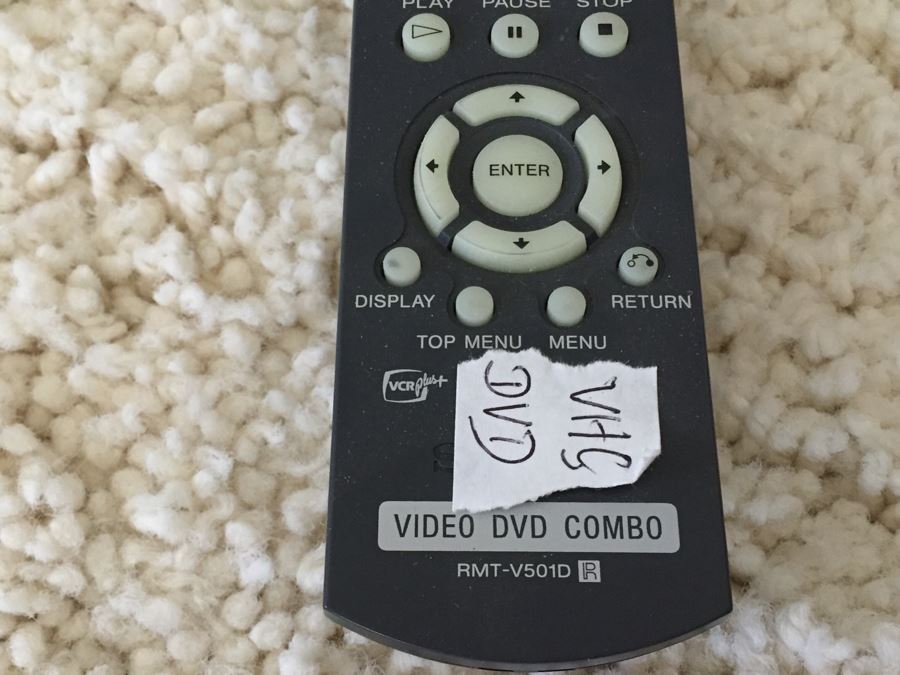 PLAY PAUSE STOP
ENTER
DISPLAY
RETURN
TOP MENU MENU
VCR plus+
DVD
VHS
VIDEO DVD COMBO
RMT-V501D R